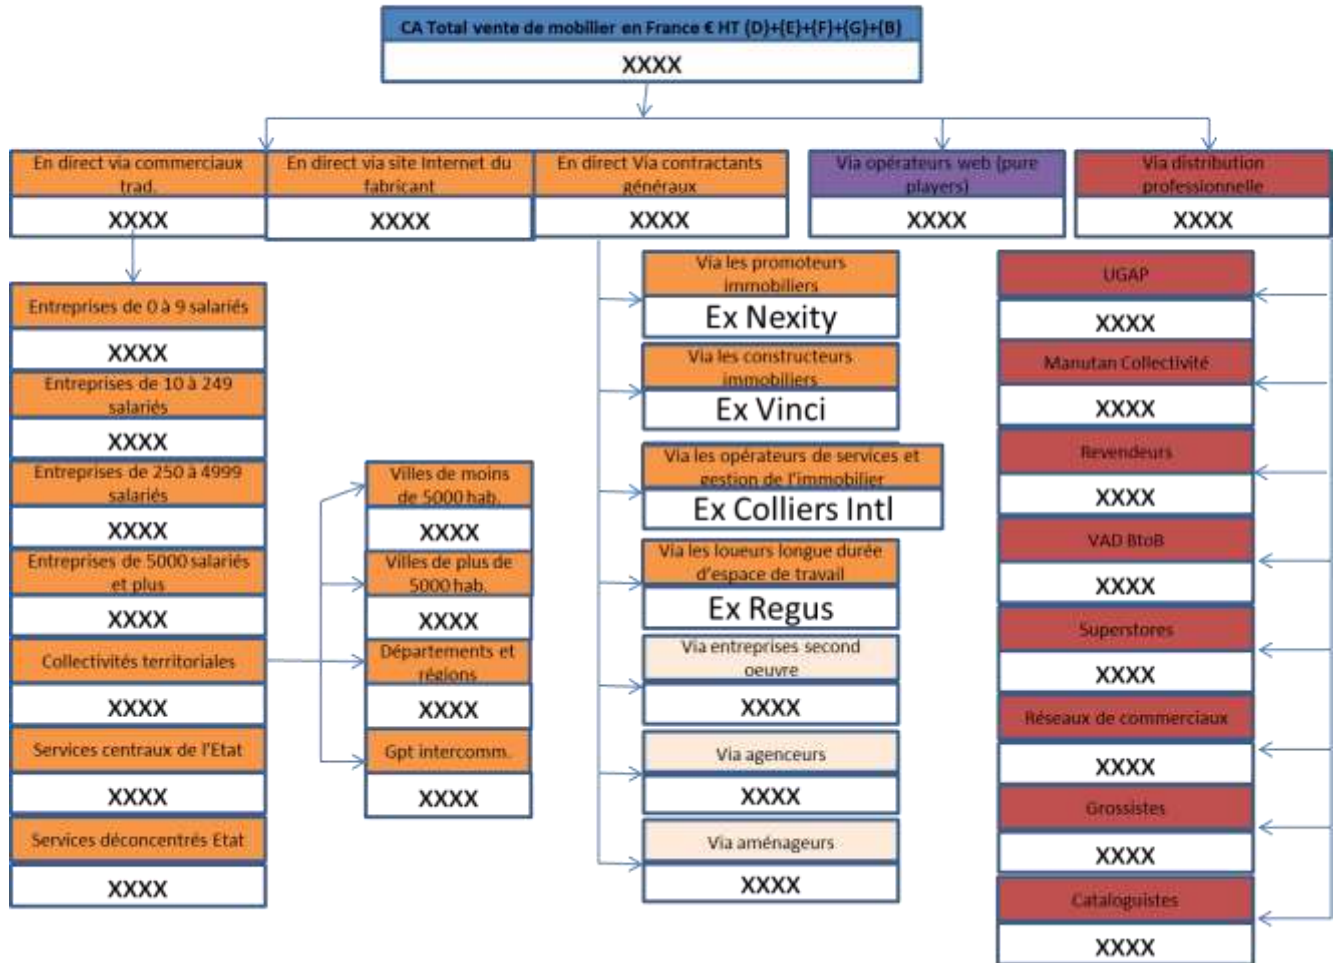 CA Total vente de mobilier en France € HT (D)+(E)+(F)+(G)+(B)
XXXX
En direct via commerciaux
trad.
XXXX
En direct via site Internet du
fabricant
XXXX
En direct Via contractants
généraux
XXXX
Via opérateurs web (pure
players)
XXXX
Via distribution
professionnelle
XXXX
Entreprises de 0 à 9 salariés
XXXX
Entreprises de 10 à 249
salariés
XXXX
Entreprises de 250 à 4999
salariés
XXXX
Entreprises de 5000 salariés
et plus
XXXX
Collectivités territoriales
XXXX
Services centraux de l'Etat
XXXX
Services déconcentrés Etat
XXXX
Villes de moins
de 5000 hab.
XXXX
Villes de plus de
5000 hab.
XXXX
Départements et
régions
XXXX
Gpt intercomm.
XXXX
Via les promoteurs
immobiliers
Ex Nexity
Via les constructeurs
immobiliers
Ex Vinci
Via les opérateurs de services et
gestion de l'immobilier
Ex Colliers Intl
Via les loueurs longue durée
d'espace de travail
Ex Regus
Via entreprises second
oeuvre
XXXX
Via agenceurs
XXXX
Via aménageurs
XXXX
UGAP
XXXX
Manutan Collectivité
XXXX
Revendeurs
XXXX
VAD BtoB
XXXX
Superstores
XXXX
Réseaux de commerciaux
XXXX
Grossistes
XXXX
Cataloguistes
XXXX